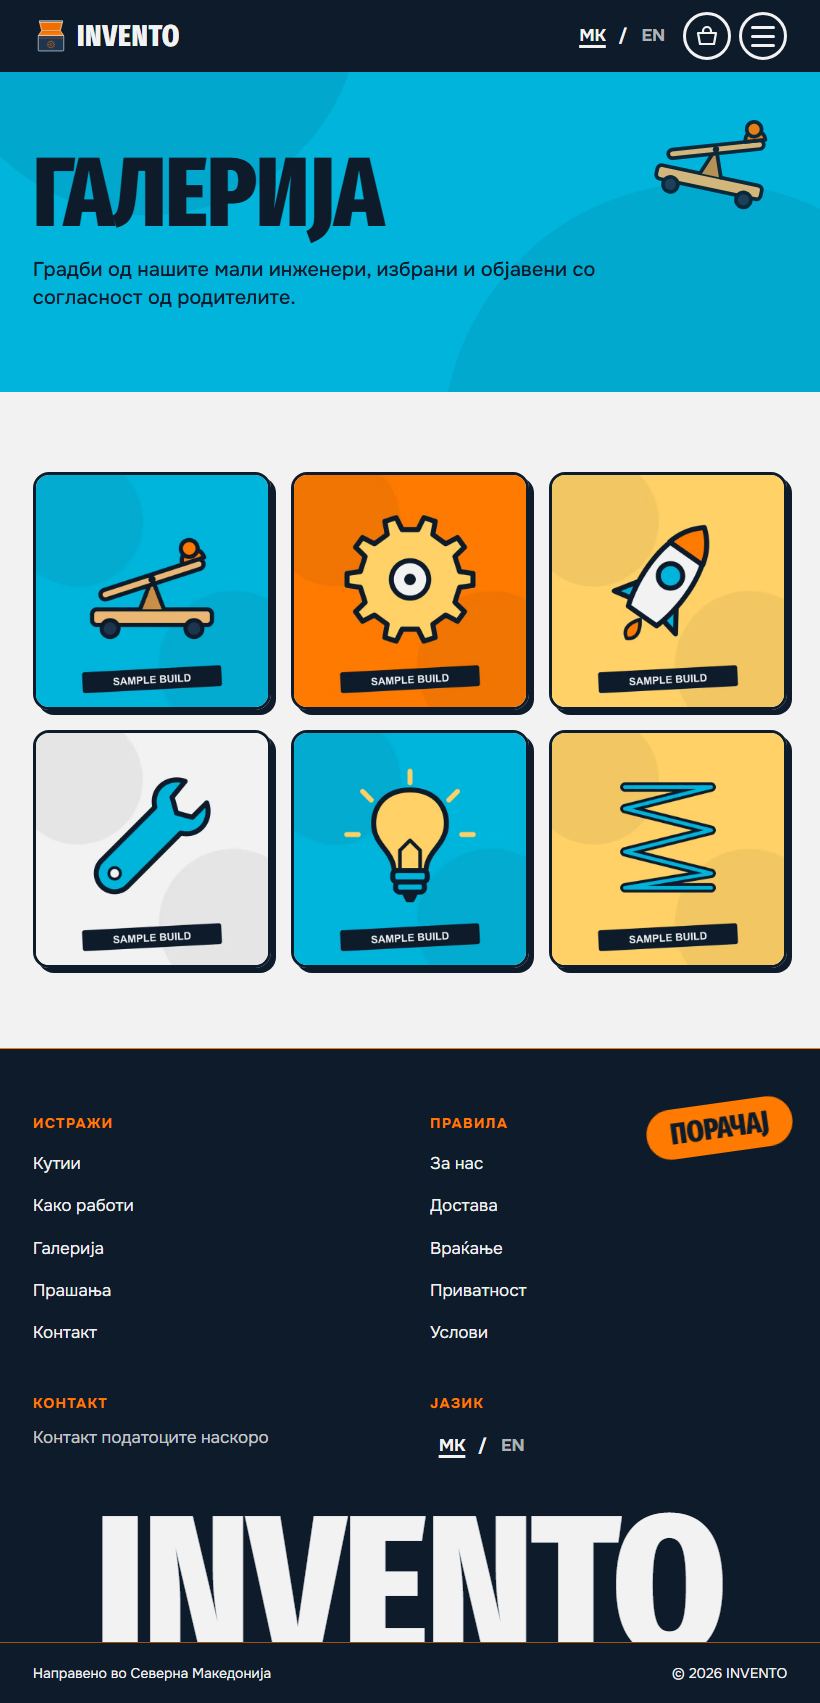 INVENTO
MK / EN
ГАЛЕРИЈА
Градби од нашите мали инженери, избрани и објавени со
согласност од родителите.
SAMPLE BUILD
SAMPLE BUILD
SAMPLE BUILD
SAMPLE BUILD
SAMPLE BUILD
SAMPLE BUILD
ИСТРАЖИ
Кутии
Како работи
Галерија
Прашања
Контакт
ПРАВИЛА
За нас
Достава
Враќање
Приватност
Услови
ПОРАЧАЈ
КОНТАКТ
Контакт податоците наскоро
ЈАЗИК
MK / EN
INVENTO
Направено во Северна Македонија
© 2026 INVENTO